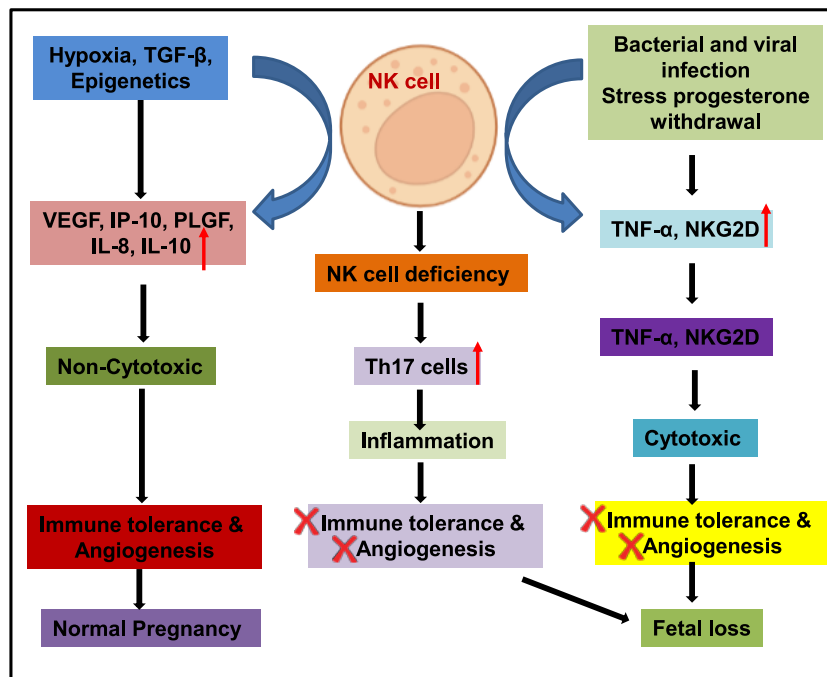 Hypoxia, TGF-β,
Epigenetics
VEGF, IP-10, PLGF,
IL-8, IL-10
Non-Cytotoxic
Immune tolerance &
Angiogenesis
Normal Pregnancy
NK cell
NK cell deficiency
Th17 cells
Inflammation
Immune tolerance &
Angiogenesis
Bacterial and viral
infection
Stress progesterone
withdrawal
TNF-α, NKG2D
TNF-α, NKG2D
Cytotoxic
Immune tolerance &
Angiogenesis
Fetal loss